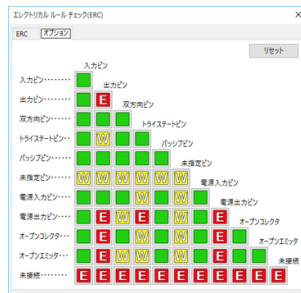 エレクトリカル ルール チェック(ERC)
ERC オプション
リセット
入力ピン
入力ピン········
出力ピン
出力ピン········ E
双方向ピン
双方向ピン······
トライステートピン
トライステートピン·· W
パッシブピン
パッシブピン······
未指定ピン
未指定ピン······ W W W W W W
電源入力ピン
電源入力ピン···· W W
電源出力ピン
電源出力ピン···· E W E W E
オープンコレクタ
オープンコレクタ··· E W W E
オープンエミッタ
オープンエミッタ··· E W W W E
未接続
未接続········ E E E E E E E E E E E